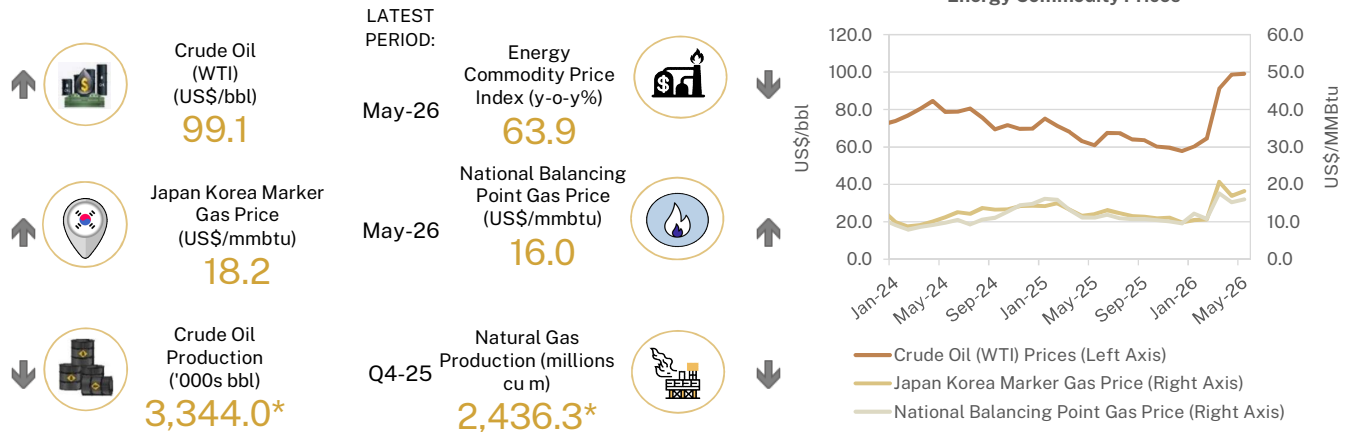 LATEST
PERIOD:
Crude Oil
(WTI)
(US$/bbl)
99.1
May-26
Energy
Commodity Price
Index (y-o-y%)
63.9
Japan Korea Marker
Gas Price
(US$/mmbtu)
18.2
May-26
National Balancing
Point Gas Price
(US$/mmbtu)
16.0
Crude Oil
Production
('000s bbl)
3,344.0*
Q4-25
Natural Gas
Production (millions
cu m)
2,436.3*
Energy Commodity Prices
US$/bbl
120.0
100.0
80.0
60.0
40.0
20.0
0.0
60.0
50.0
40.0
30.0
20.0
10.0
0.0
US$/MMBtu
Jan-24
May-24
Sep-24
Jan-25
May-25
Sep-25
Jan-26
May-26
Crude Oil (WTI) Prices (Left Axis)
Japan Korea Marker Gas Price (Right Axis)
National Balancing Point Gas Price (Right Axis)